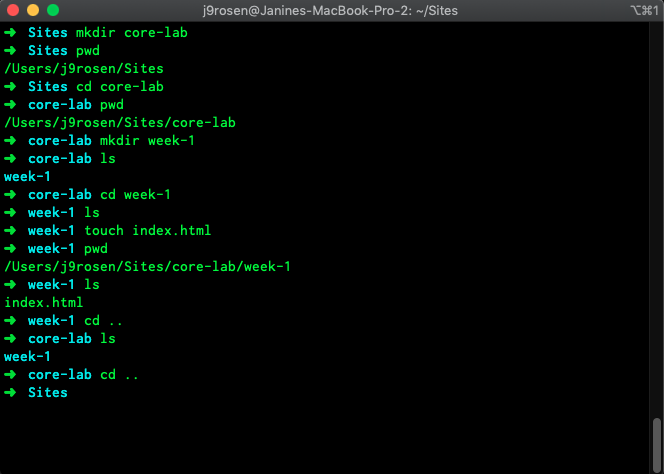 j9rosen@Janines-MacBook-Pro-2: ~/Sites ⌥⌘1
➜ Sites mkdir core-lab
➜ Sites pwd
/Users/j9rosen/Sites
➜ Sites cd core-lab
➜ core-lab pwd
/Users/j9rosen/Sites/core-lab
➜ core-lab mkdir week-1
➜ core-lab ls
week-1
➜ core-lab cd week-1
➜ week-1 ls
➜ week-1 touch index.html
➜ week-1 pwd
/Users/j9rosen/Sites/core-lab/week-1
➜ week-1 ls
index.html
➜ week-1 cd ..
➜ core-lab ls
week-1
➜ core-lab cd ..
➜ Sites